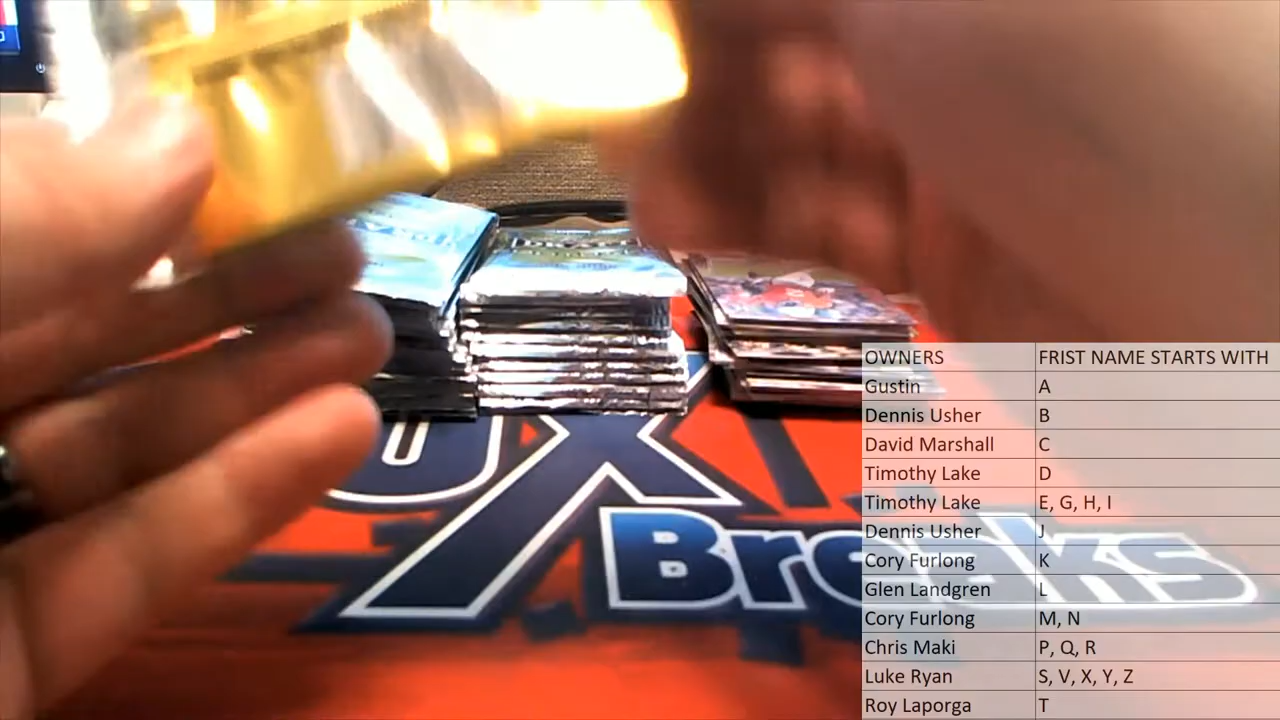 OWNERS FRIST NAME STARTS WITH
Gustin A
Dennis Usher B
David Marshall C
Timothy Lake D
Timothy Lake E, G, H, I
Dennis Usher J
Cory Furlong K
Glen Landgren L
Cory Furlong M, N
Chris Maki P, Q, R
Luke Ryan S, V, X, Y, Z
Roy Laporga T
Breaks